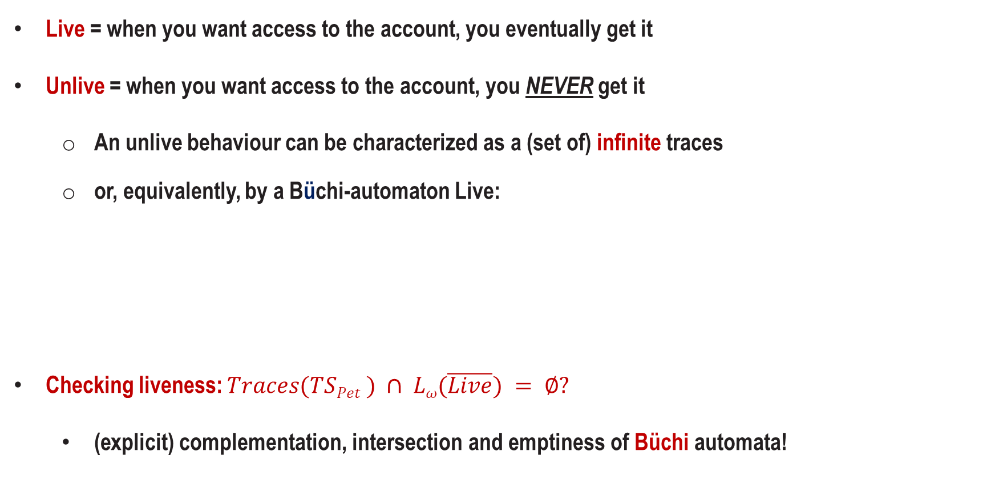 • Live = when you want access to the account, you eventually get it
• Unlive = when you want access to the account, you NEVER get it
○ An unlive behaviour can be characterized as a (set of) infinite traces
○ or, equivalently, by a Büchi-automaton Live:
• Checking liveness: $Traces(TS_{Pet}) \cap L_\omega(\overline{Live}) = \emptyset$?
• (explicit) complementation, intersection and emptiness of Büchi automata!